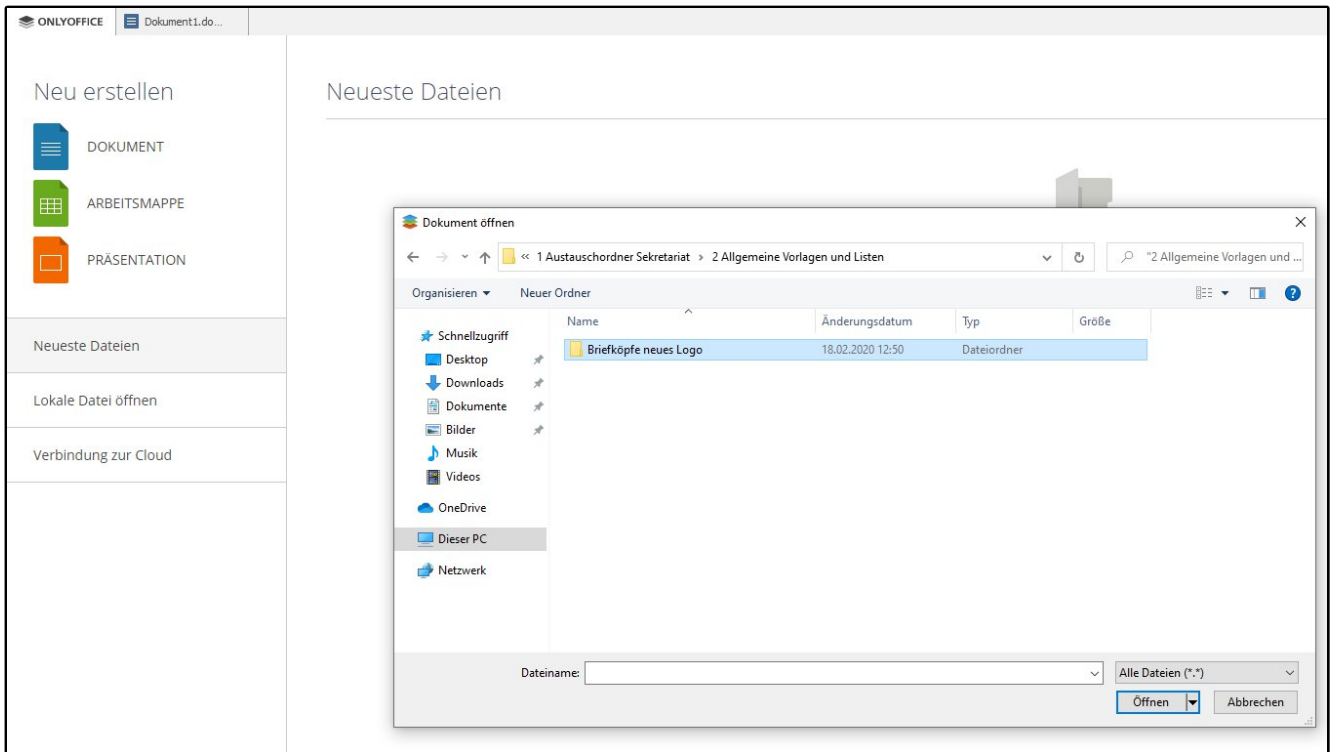 ONLYOFFICE Dokument1.do...
Neu erstellen
DOKUMENT
ARBEITSMAPPE
PRÄSENTATION
Neueste Dateien
Lokale Datei öffnen
Verbindung zur Cloud
Neueste Dateien
Dokument öffnen
« 1 Austauschordner Sekretariat › 2 Allgemeine Vorlagen und Listen
"2 Allgemeine Vorlagen und ...
Organisieren Neuer Ordner
?
Schnellzugriff
Desktop
Downloads
Dokumente
Bilder
Musik
Videos
OneDrive
Dieser PC
Netzwerk
Name Änderungsdatum Typ Größe
Briefköpfe neues Logo 18.02.2020 12:50 Dateiordner
Dateiname:
Alle Dateien (*.*)
Öffnen Abbrechen